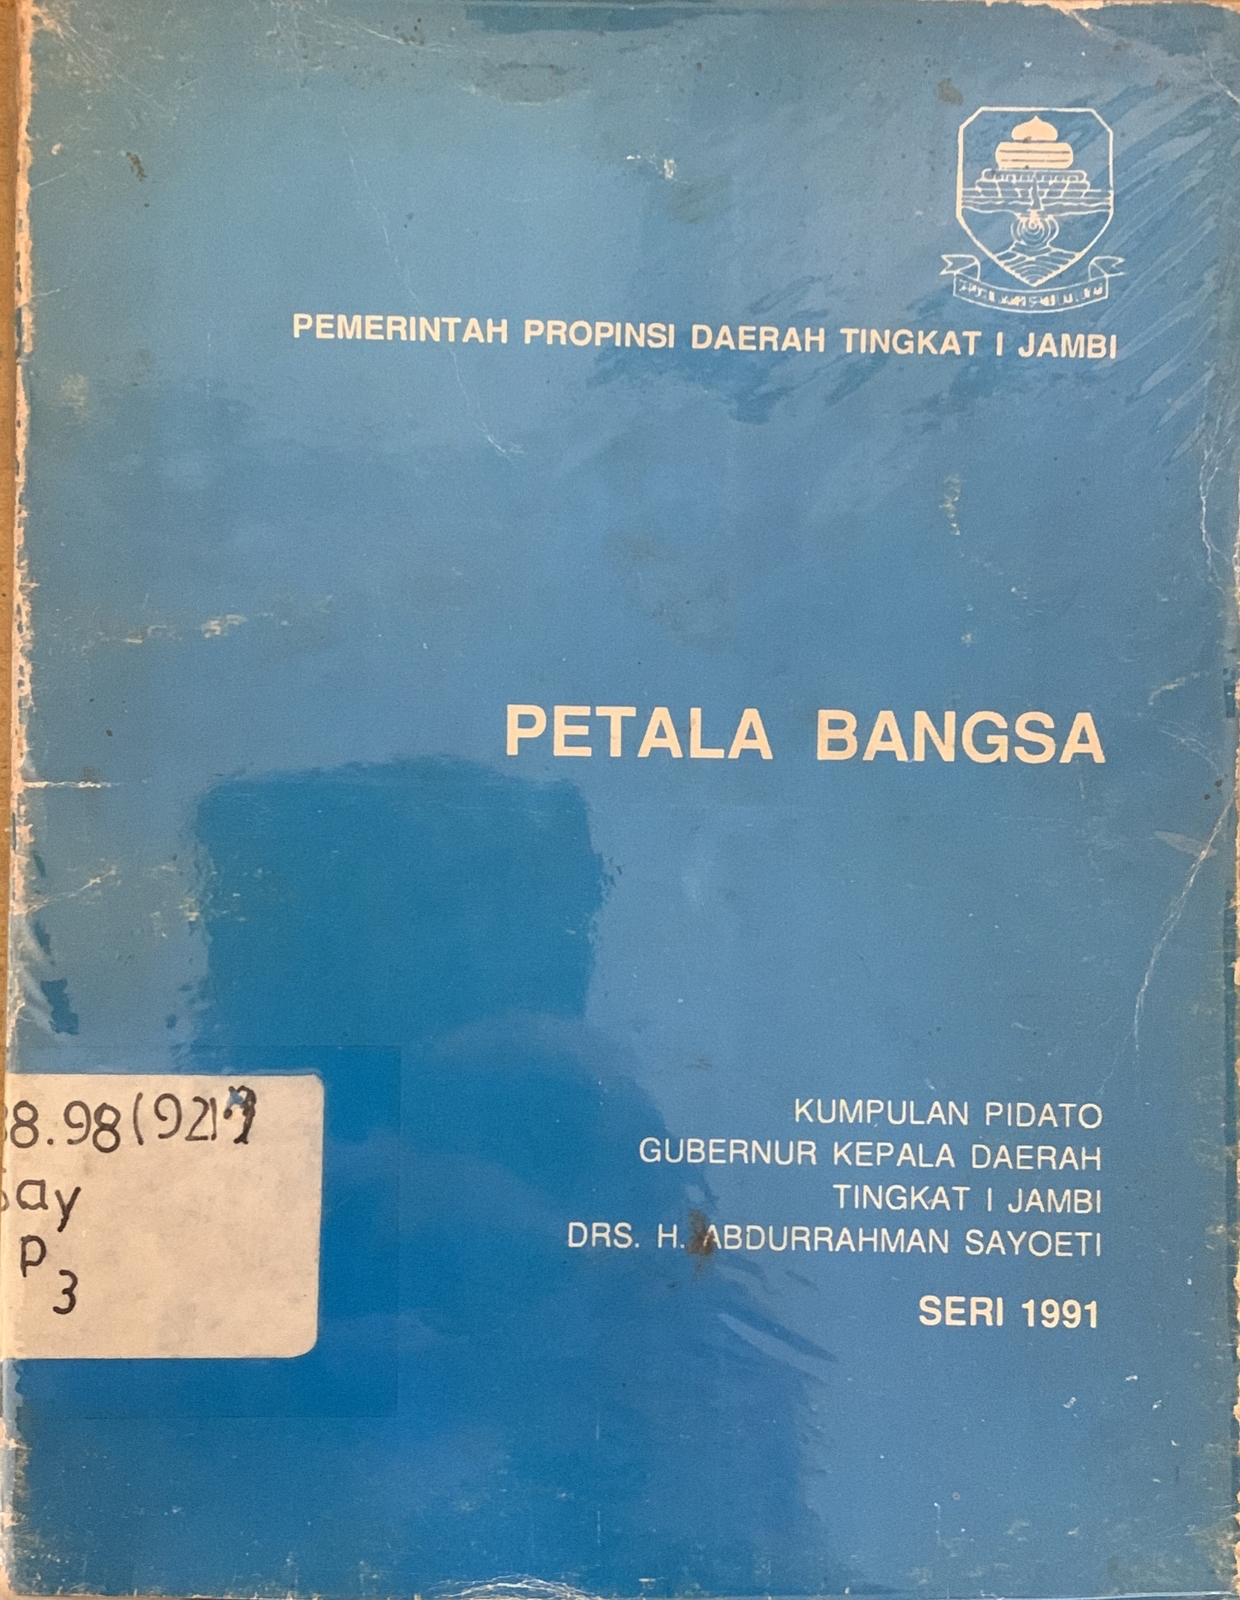 PEMERINTAH PROPINSI DAERAH TINGKAT I JAMBI
PETALA BANGSA
KUMPULAN PIDATO
GUBERNUR KEPALA DAERAH
TINGKAT I JAMBI
DRS. H. ABDURRAHMAN SAYOETI
SERI 1991
8.98(921)
ay
P
3